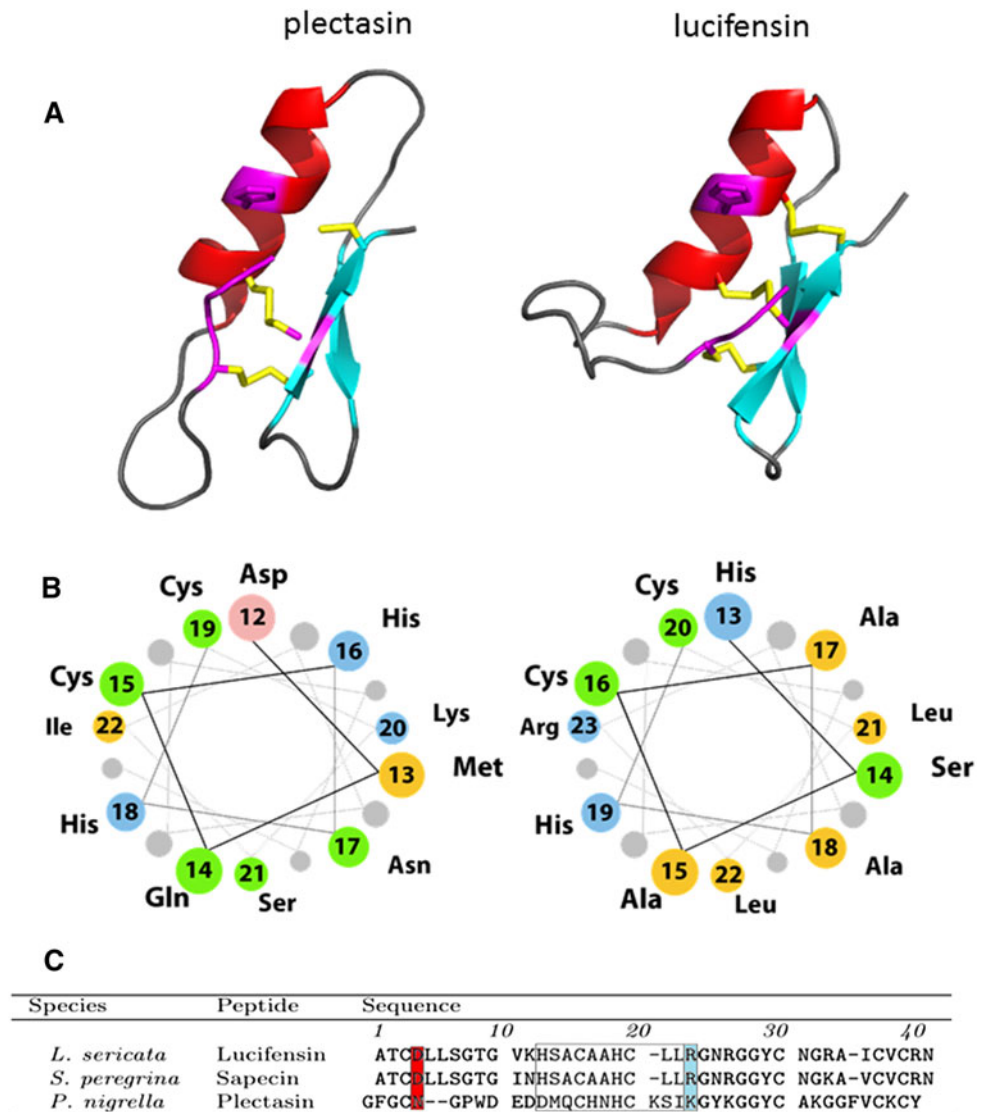 plectasin lucifensin
A
B
Asp
Cys
12
19
His
16
Cys
15
Ile
22
Lys
20
Met
13
His
18
Asn
17
Gln
14
21
Ser
His
Cys
13
20
Ala
17
Cys
16
Arg
23
Leu
21
Ser
14
His
19
Ala
18
Ala
15
22
Leu
C
Species Peptide Sequence
1 10 20 30 40
L. sericata Lucifensin ATCDLLSGTG VKHSACAAHC -LLRGNRGGYC NGRA-ICVCRN
S. peregrina Sapecin ATCDLLSGTG INHSACAAHC -LLRGNRGGYC NGKA-VCVCRN
P. nigrella Plectasin GFGCN--GPWD EDDMQCHNHC KSIKGYKGGYC AKGGFVCKCY